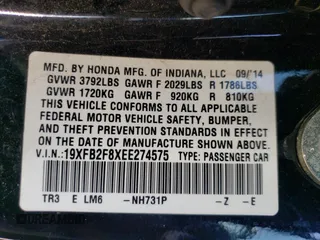 MFD. BY HONDA MFG. OF INDIANA, LLC 09/14
GVWR 3792LBS GAWR F 2029LBS R 1786LBS
GVWR 1720KG GAWR F 920KG R 810KG
THIS VEHICLE CONFORMS TO ALL APPLICABLE
FEDERAL MOTOR VEHICLE SAFETY, BUMPER,
AND THEFT PREVENTION STANDARDS IN EFFECT
ON THE DATE OF MANUFACTURE SHOWN ABOVE.
V.I.N.: 19XFB2F8XEE274575 TYPE: PASSENGER CAR
TR3 E LM6 -NH731P -Z -E